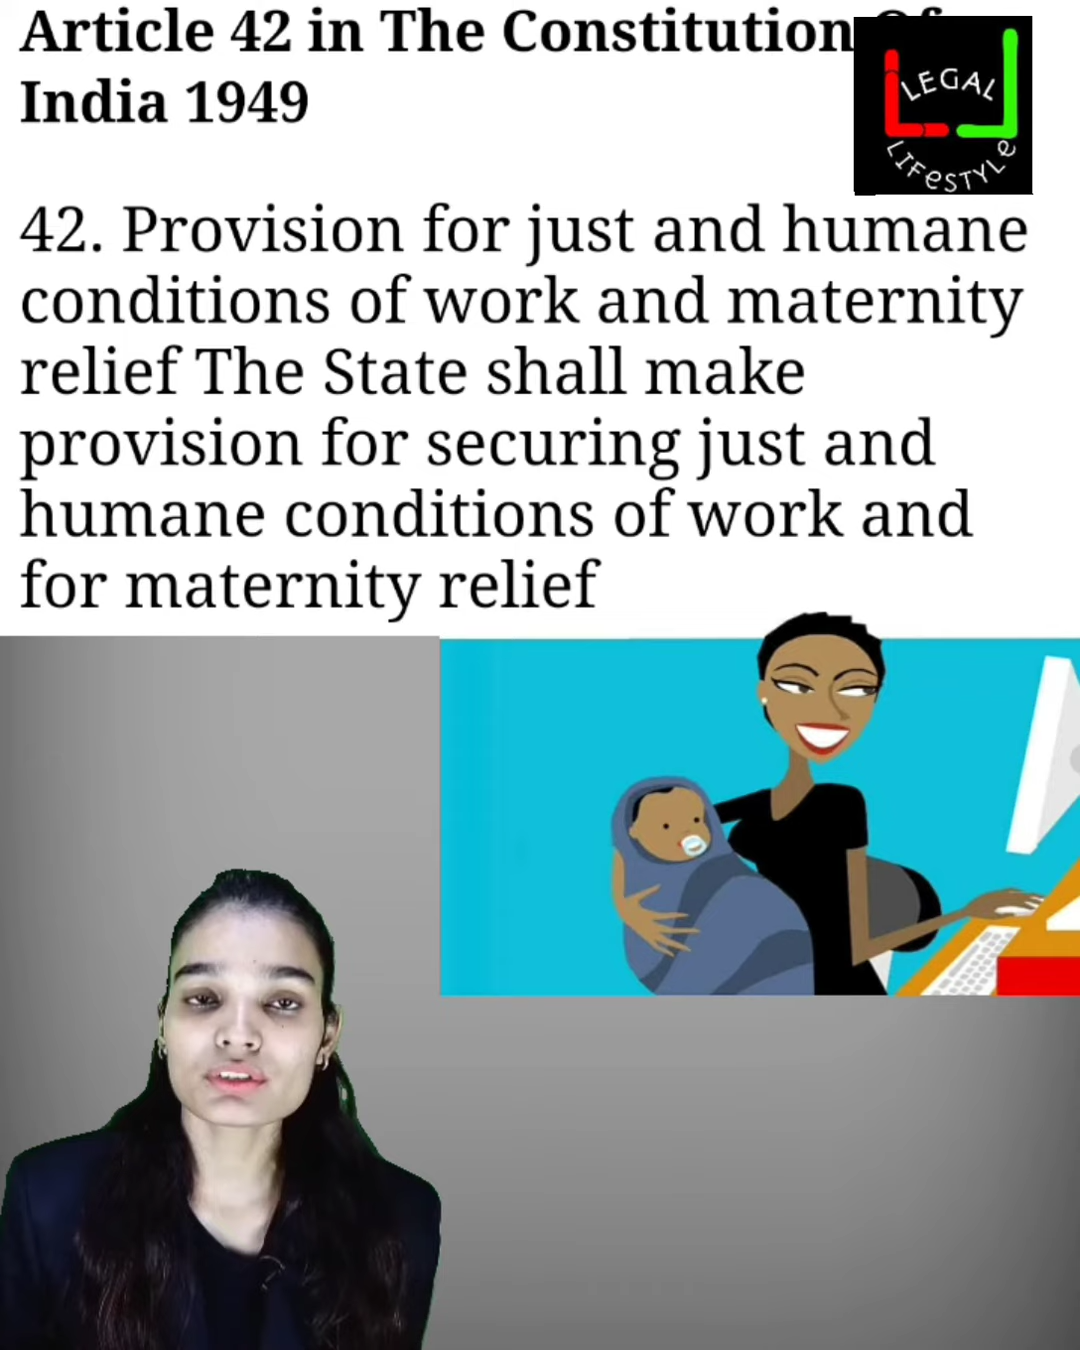 Article 42 in The Constitution Of
India 1949
LEGAL
LIFESTYLE
42. Provision for just and humane
conditions of work and maternity
relief The State shall make
provision for securing just and
humane conditions of work and
for maternity relief